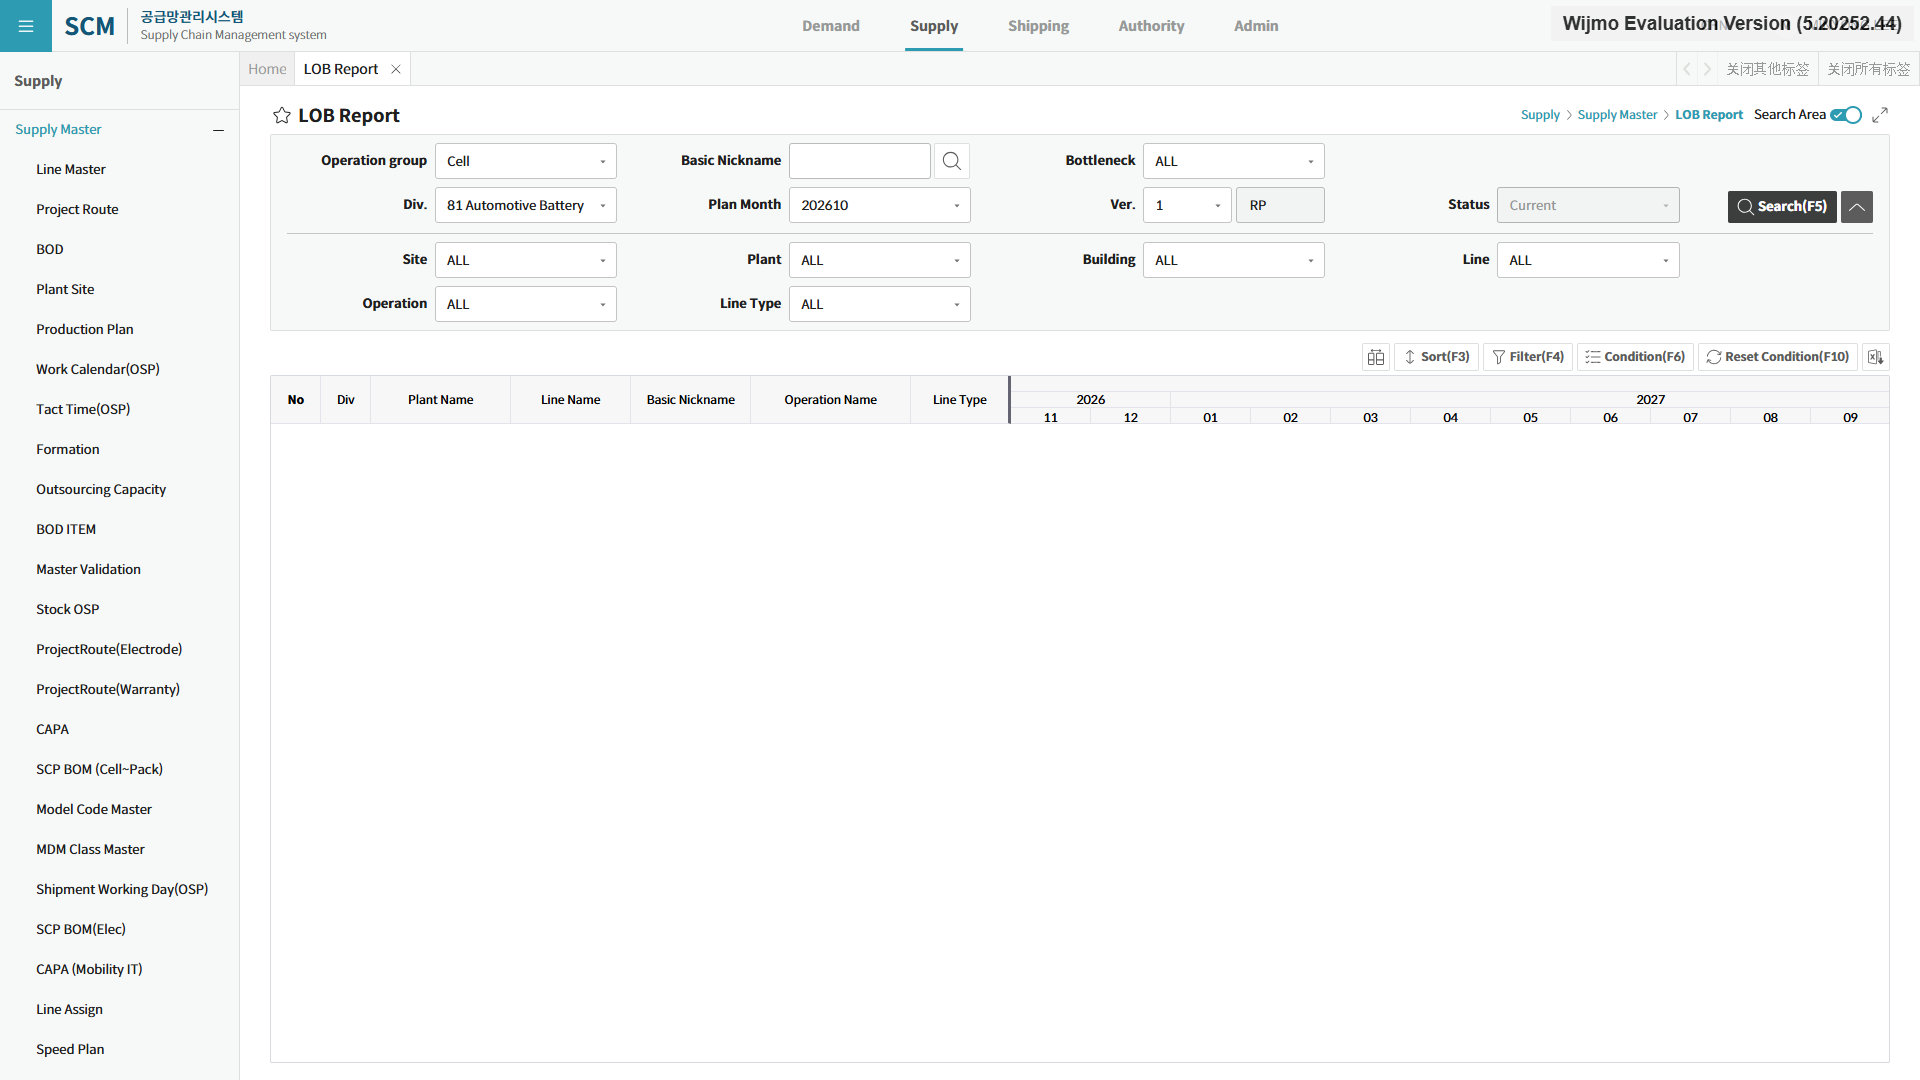 SCM
공급망관리시스템
Supply Chain Management system
Demand
Supply
Shipping
Authority
Admin
Wijmo Evaluation Version (5.20252.44)
Supply
Home
LOB Report
关闭其他标签
关闭所有标签
Supply Master
Line Master
Project Route
BOD
Plant Site
Production Plan
Work Calendar(OSP)
Tact Time(OSP)
Formation
Outsourcing Capacity
BOD ITEM
Master Validation
Stock OSP
ProjectRoute(Electrode)
ProjectRoute(Warranty)
CAPA
SCP BOM (Cell~Pack)
Model Code Master
MDM Class Master
Shipment Working Day(OSP)
SCP BOM(Elec)
CAPA (Mobility IT)
Line Assign
Speed Plan
LOB Report
Supply > Supply Master > LOB Report Search Area
Operation group Cell Basic Nickname Bottleneck ALL
Div. 81 Automotive Battery Plan Month 202610 Ver. 1 RP Status Current Search(F5)
Site ALL Plant ALL Building ALL Line ALL
Operation ALL Line Type ALL
Sort(F3) Filter(F4) Condition(F6) Reset Condition(F10)
No Div Plant Name Line Name Basic Nickname Operation Name Line Type 2026 2027
11 12 01 02 03 04 05 06 07 08 09